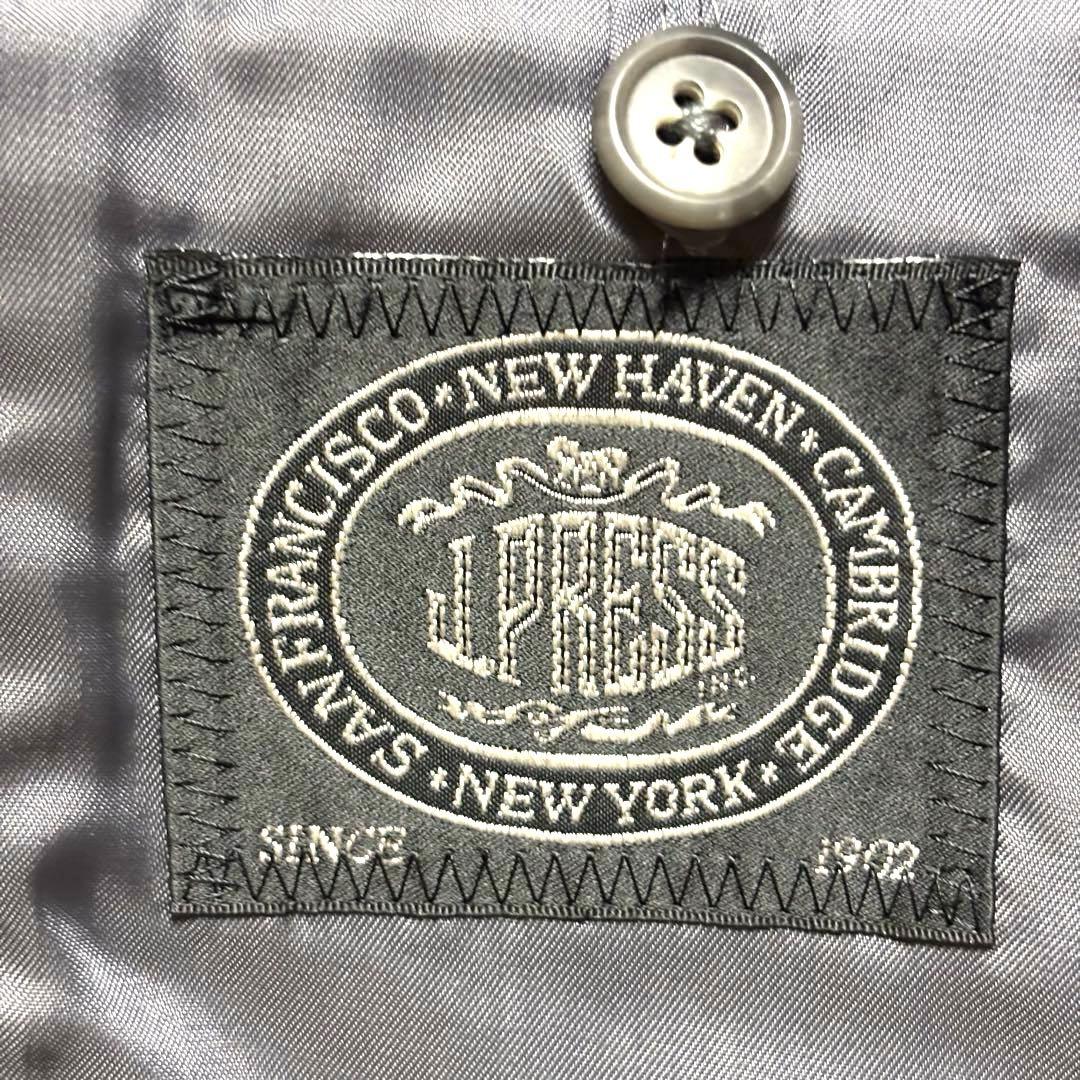 SAN FRANCISCO * NEW HAVEN * CAMBRIDGE * NEW YORK *
J.PRESS
INC.
SINCE 1902